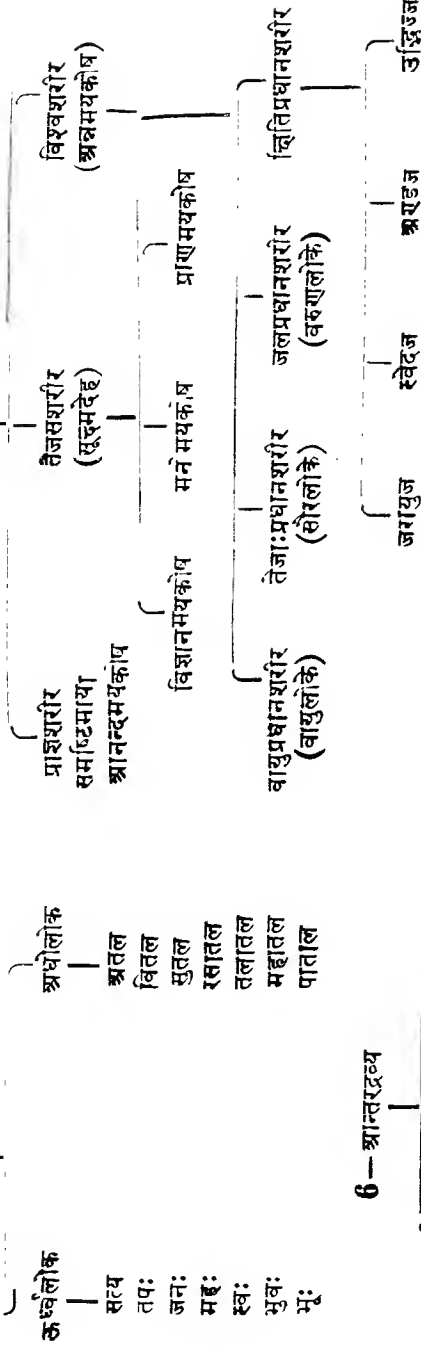 ऊर्ध्वलोक
सत्य
तपः
जनः
महः
स्वः
भुवः
भूः
अधोलोक
अतल
वितल
सुतल
रसातल
तलातल
महातल
पाताल
प्राज्ञशरीर
समष्टिमाया
आनन्दमयकोष
तैजसशरीर
(सूक्ष्मदेह)
विश्वशरीर
(अन्नमयकोष)
विज्ञानमयकोष
मने मयकोष
प्राणमयकोष
वायुप्रधानशरीर
(वायुलोके)
तेजःप्रधानशरीर
(सौरलोके)
जलप्रधानशरीर
(वरुणलोके)
क्षितिप्रधानशरीर
जरायुज
स्वेदज
अण्डज
उद्भिज्ज
6—आन्तरद्रव्य